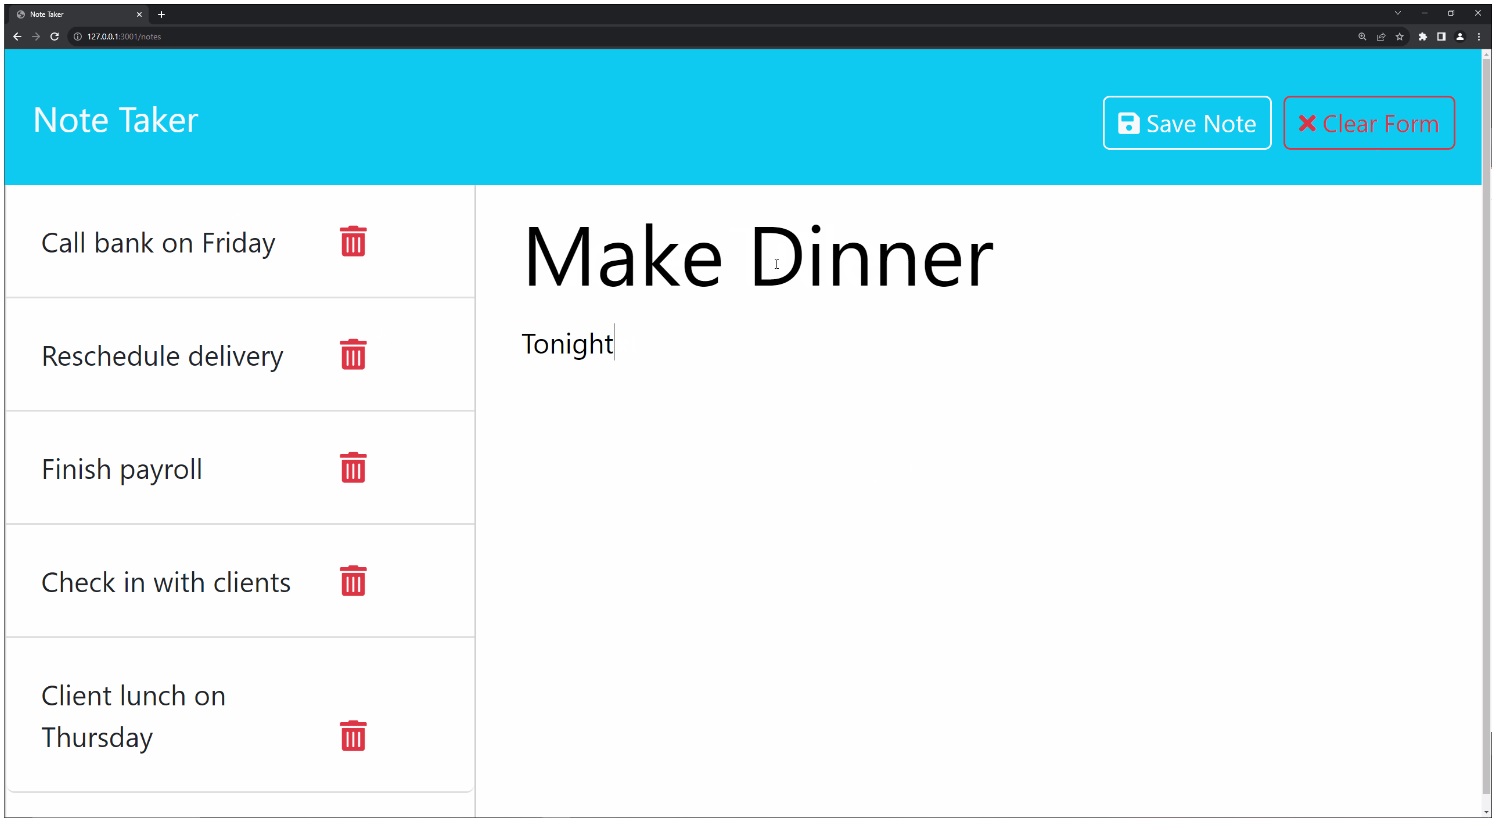 Note Taker
127.0.0.1:3001/notes
Note Taker
Save Note
Clear Form
Call bank on Friday
Reschedule delivery
Finish payroll
Check in with clients
Client lunch on
Thursday
Make Dinner
Tonight